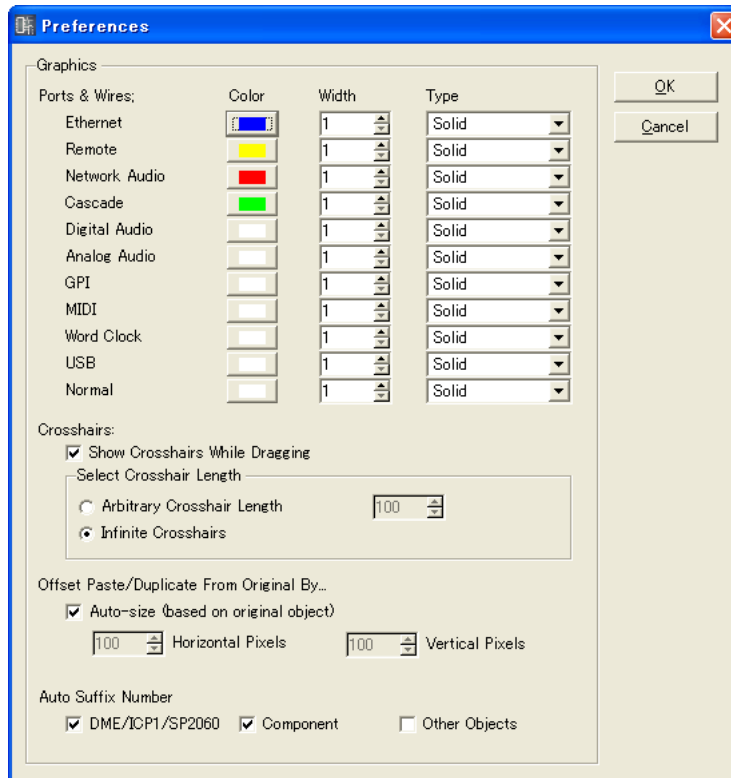 Preferences
Graphics
OK
Cancel
Ports & Wires; Color Width Type
Ethernet 1 Solid
Remote 1 Solid
Network Audio 1 Solid
Cascade 1 Solid
Digital Audio 1 Solid
Analog Audio 1 Solid
GPI 1 Solid
MIDI 1 Solid
Word Clock 1 Solid
USB 1 Solid
Normal 1 Solid
Crosshairs:
Show Crosshairs While Dragging
Select Crosshair Length
Arbitrary Crosshair Length 100
Infinite Crosshairs
Offset Paste/Duplicate From Original By...
Auto-size (based on original object)
100 Horizontal Pixels 100 Vertical Pixels
Auto Suffix Number
DME/ICP1/SP2060 Component Other Objects